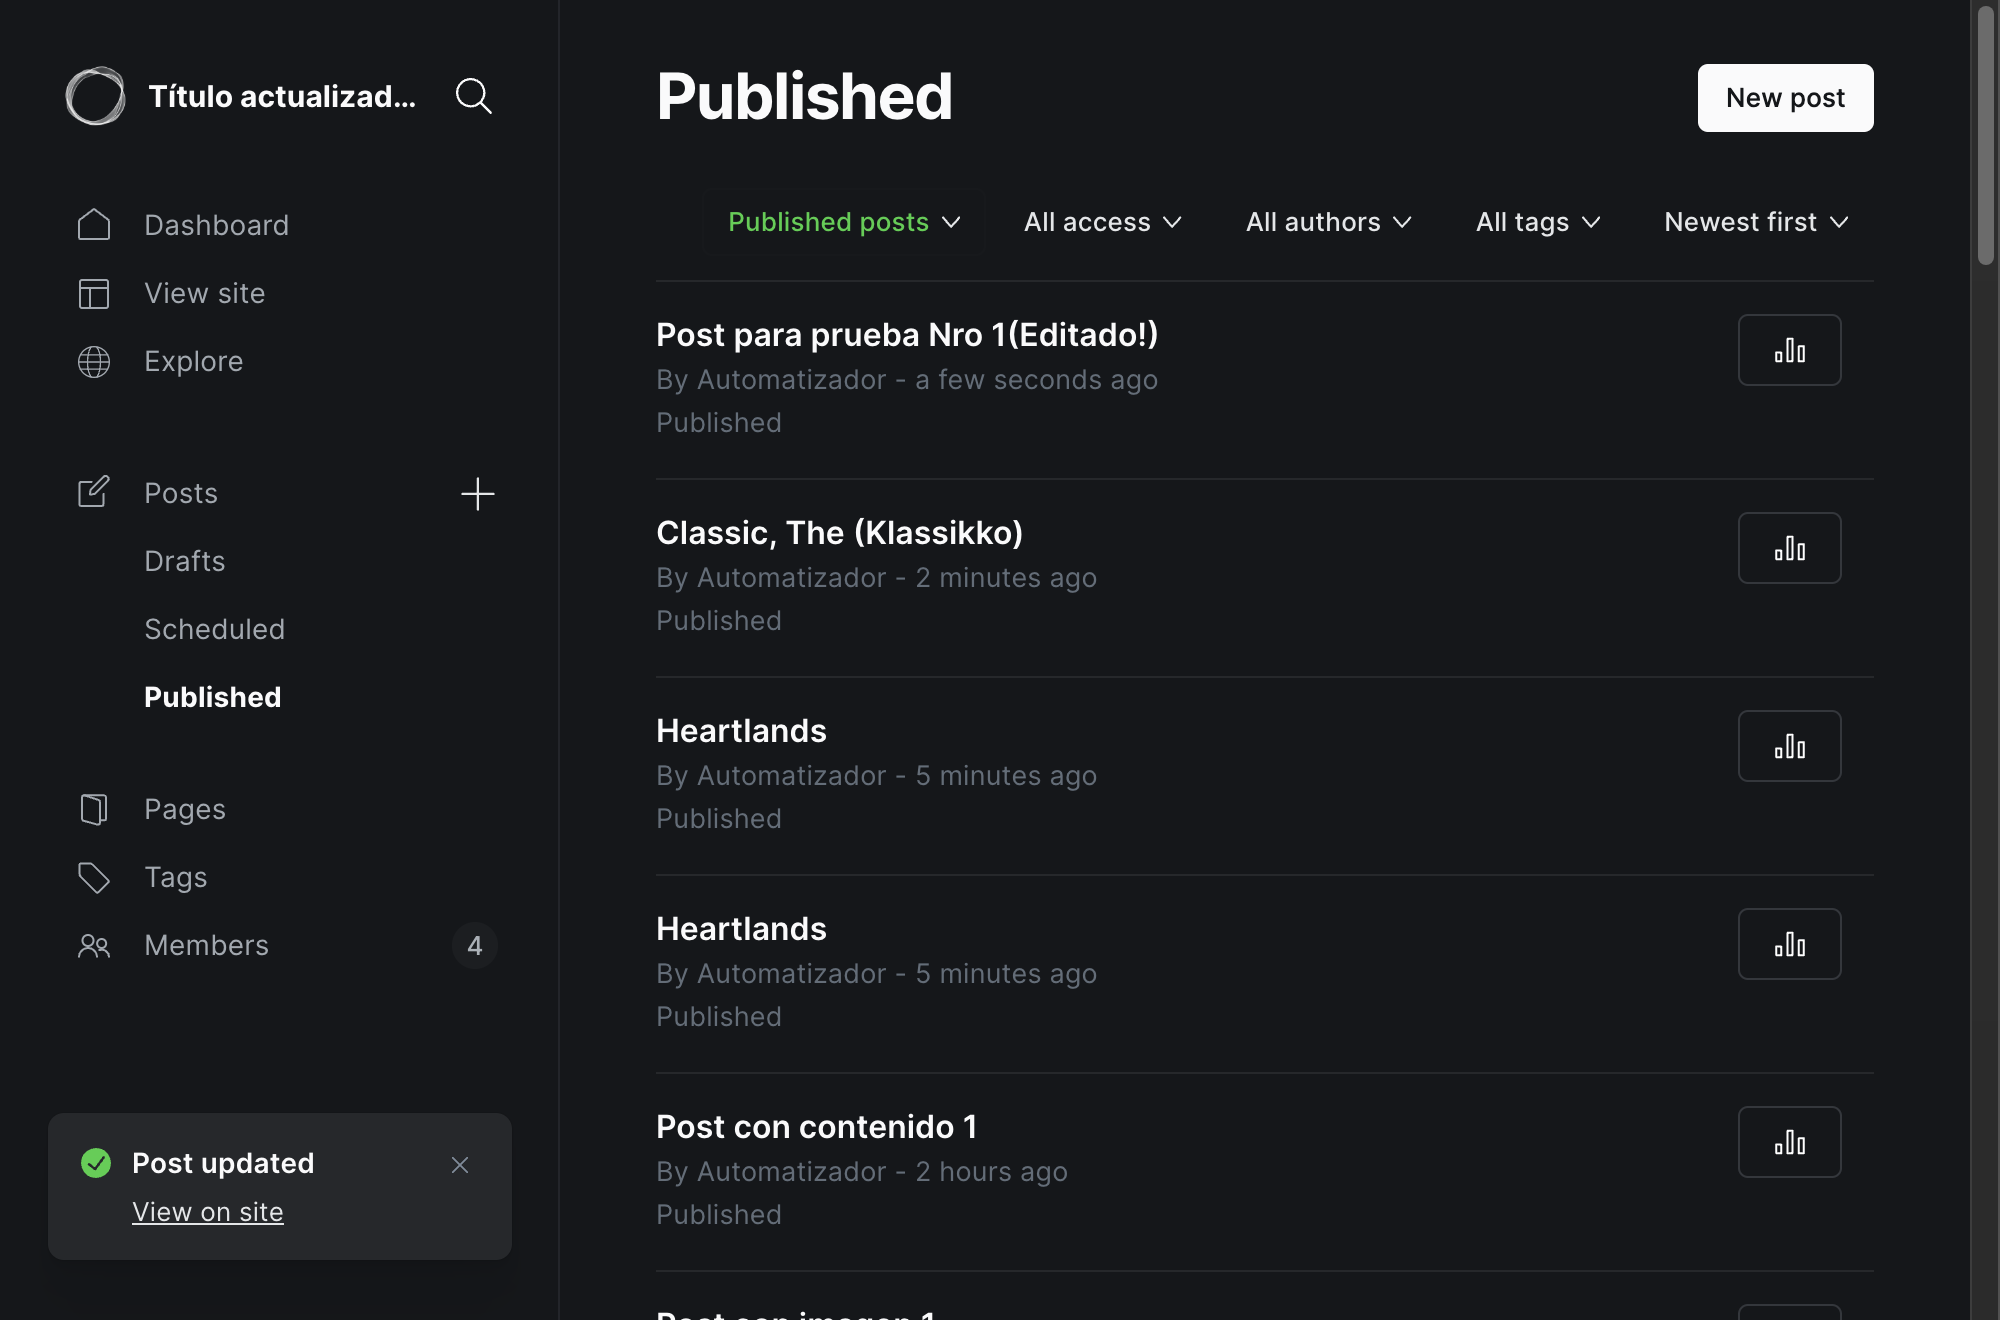 Título actualizad...
Dashboard
View site
Explore
Posts
Drafts
Scheduled
Published
Pages
Tags
Members 4
Post updated
View on site
Published
New post
Published posts All access All authors All tags Newest first
Post para prueba Nro 1(Editado!)
By Automatizador - a few seconds ago
Published
Classic, The (Klassikko)
By Automatizador - 2 minutes ago
Published
Heartlands
By Automatizador - 5 minutes ago
Published
Heartlands
By Automatizador - 5 minutes ago
Published
Post con contenido 1
By Automatizador - 2 hours ago
Published
Post con imagen 1